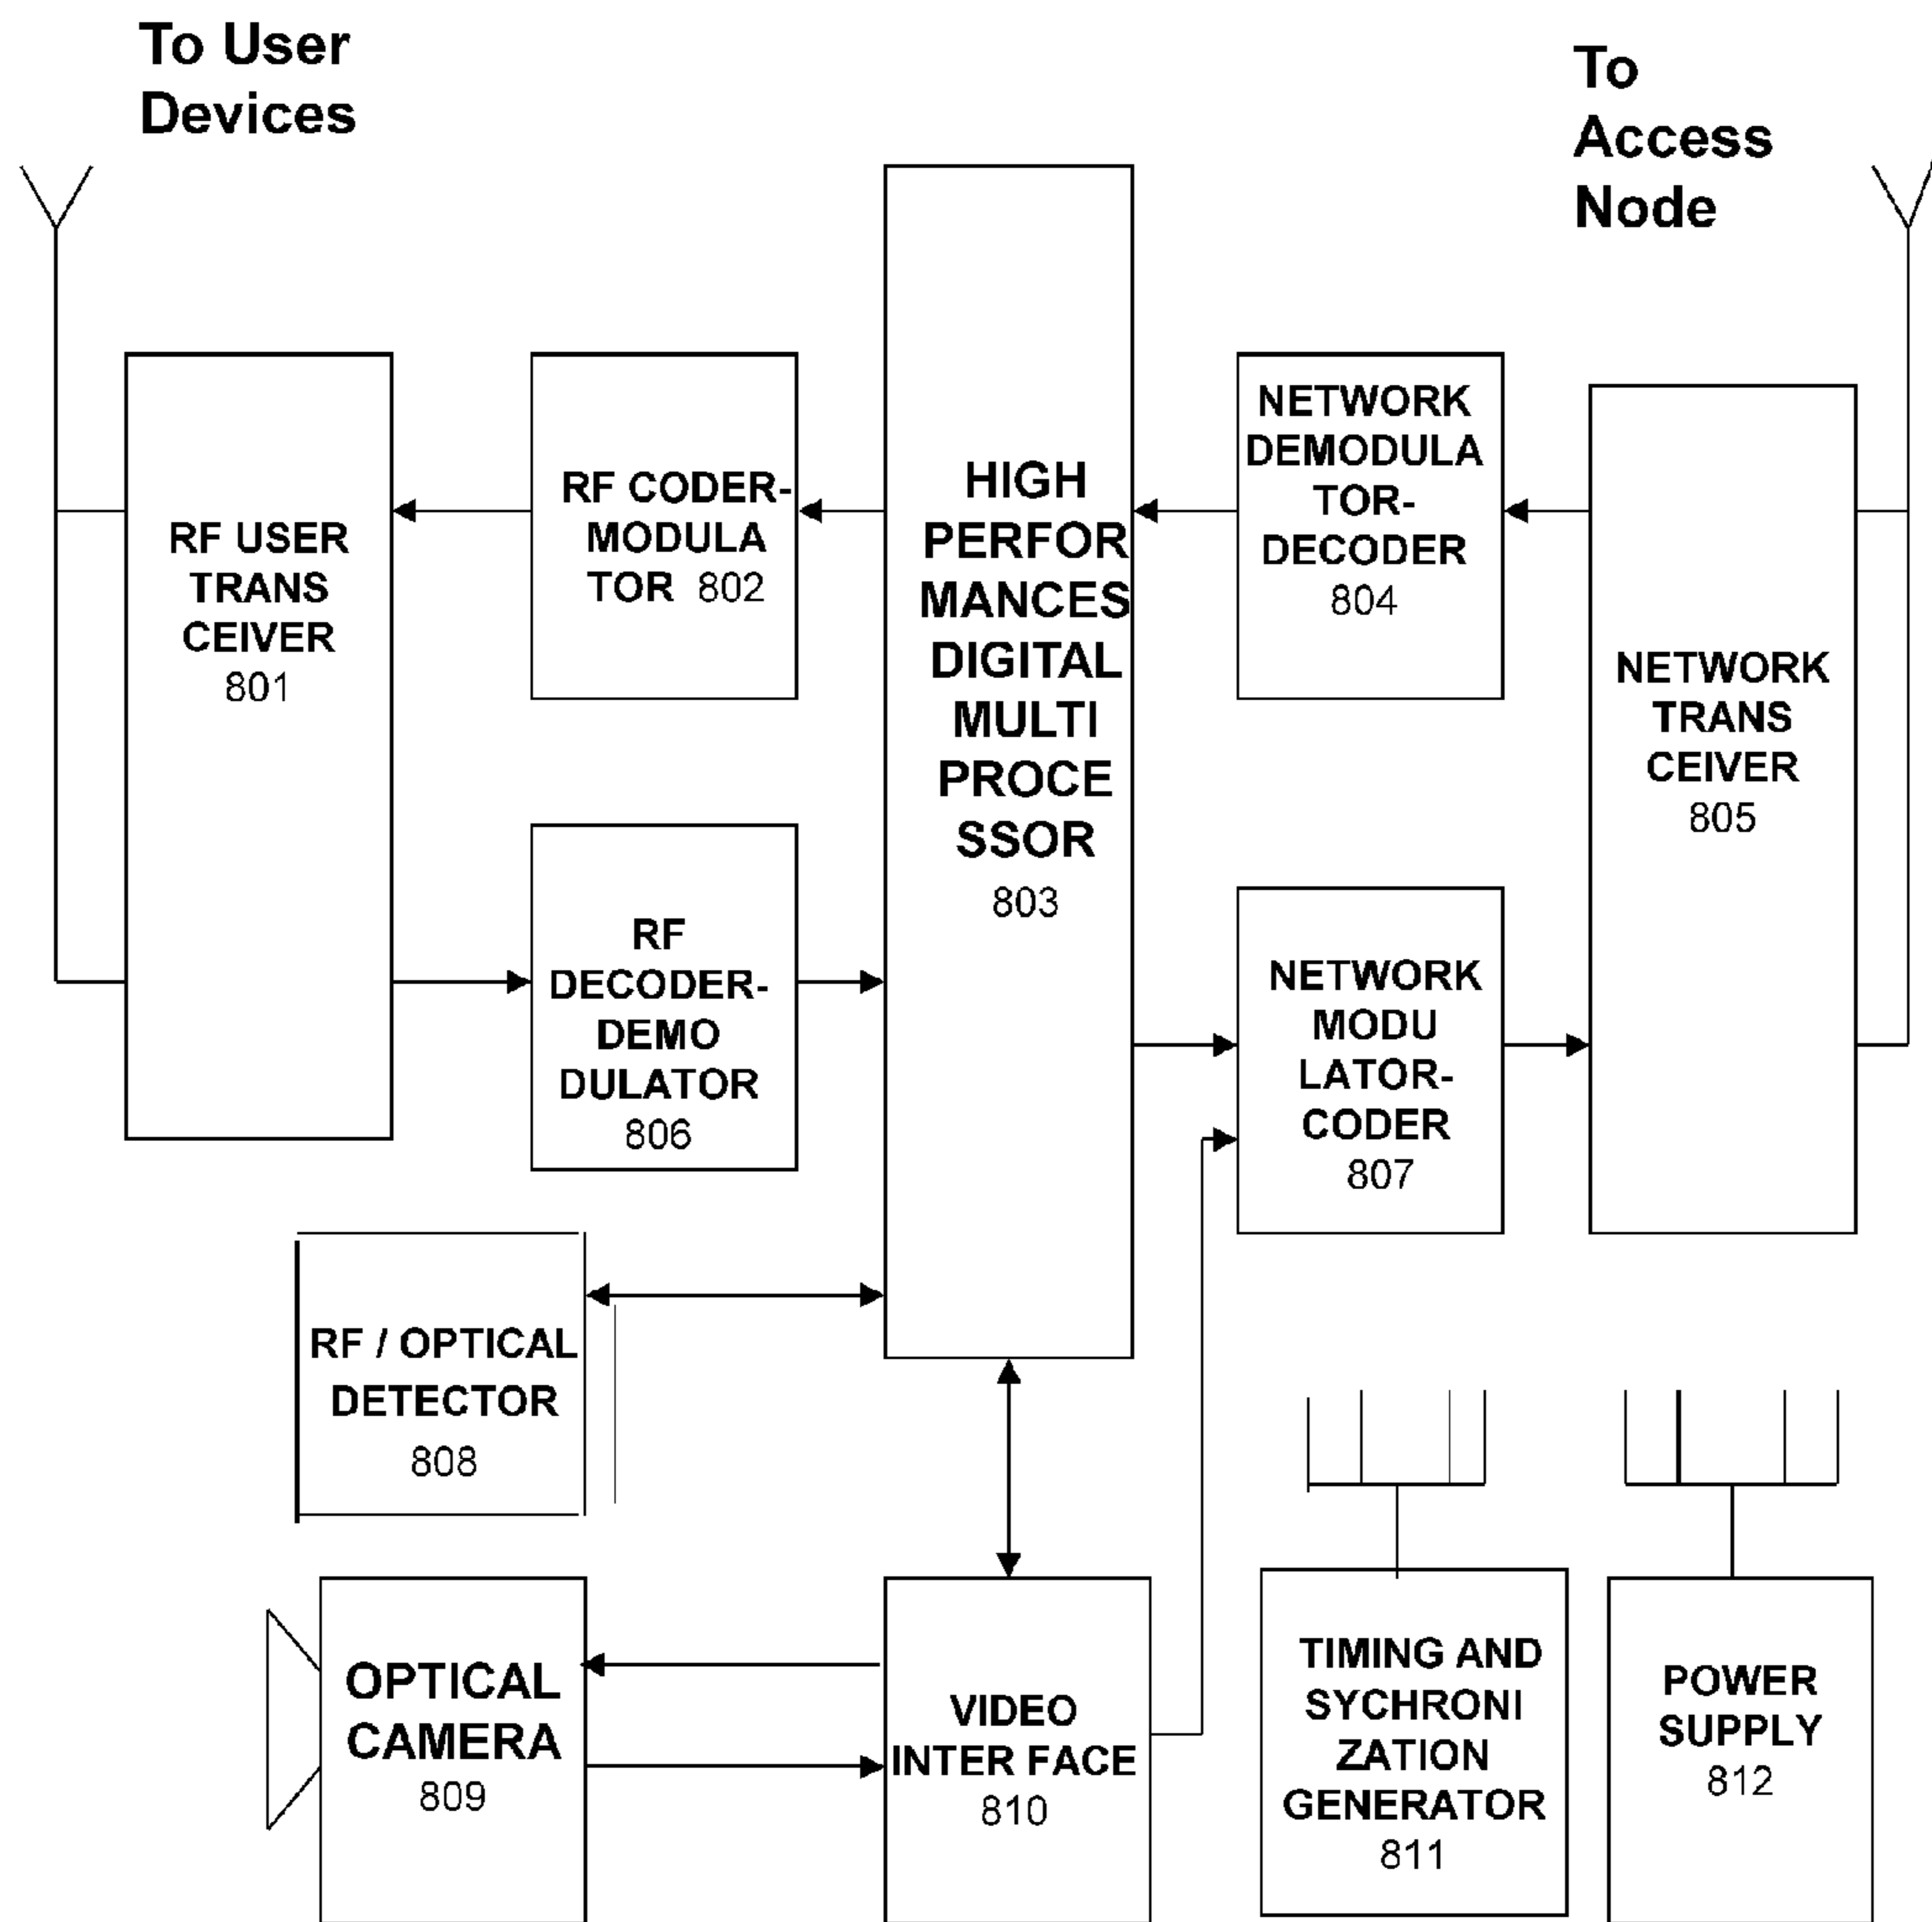 To User
Devices
To
Access
Node
RF USER
TRANS
CEIVER
801
RF CODER-
MODULA
TOR 802
HIGH
PERFOR
MANCES
DIGITAL
MULTI
PROCE
SSOR
803
NETWORK
DEMODULA
TOR-
DECODER
804
NETWORK
TRANS
CEIVER
805
RF
DECODER-
DEMO
DULATOR
806
NETWORK
MODU
LATOR-
CODER
807
RF / OPTICAL
DETECTOR
808
OPTICAL
CAMERA
809
VIDEO
INTER FACE
810
TIMING AND
SYCHRONI
ZATION
GENERATOR
811
POWER
SUPPLY
812